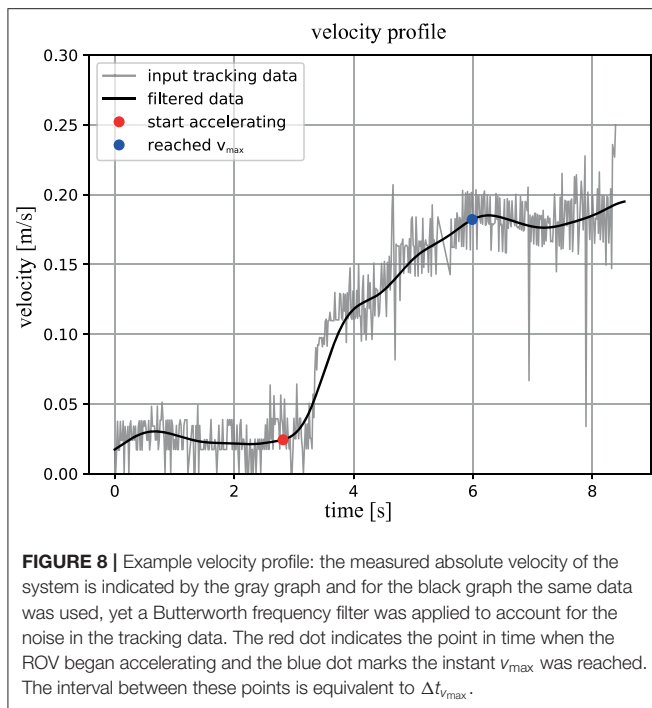 velocity profile
0.30
0.25
0.20
0.15
0.10
0.05
0.00
velocity [m/s]
input tracking data
filtered data
start accelerating
reached vmax
0 2 4 6 8
time [s]
FIGURE 8 | Example velocity profile: the measured absolute velocity of the
system is indicated by the gray graph and for the black graph the same data
was used, yet a Butterworth frequency filter was applied to account for the
noise in the tracking data. The red dot indicates the point in time when the
ROV began accelerating and the blue dot marks the instant vmax was reached.
The interval between these points is equivalent to Δtvmax.